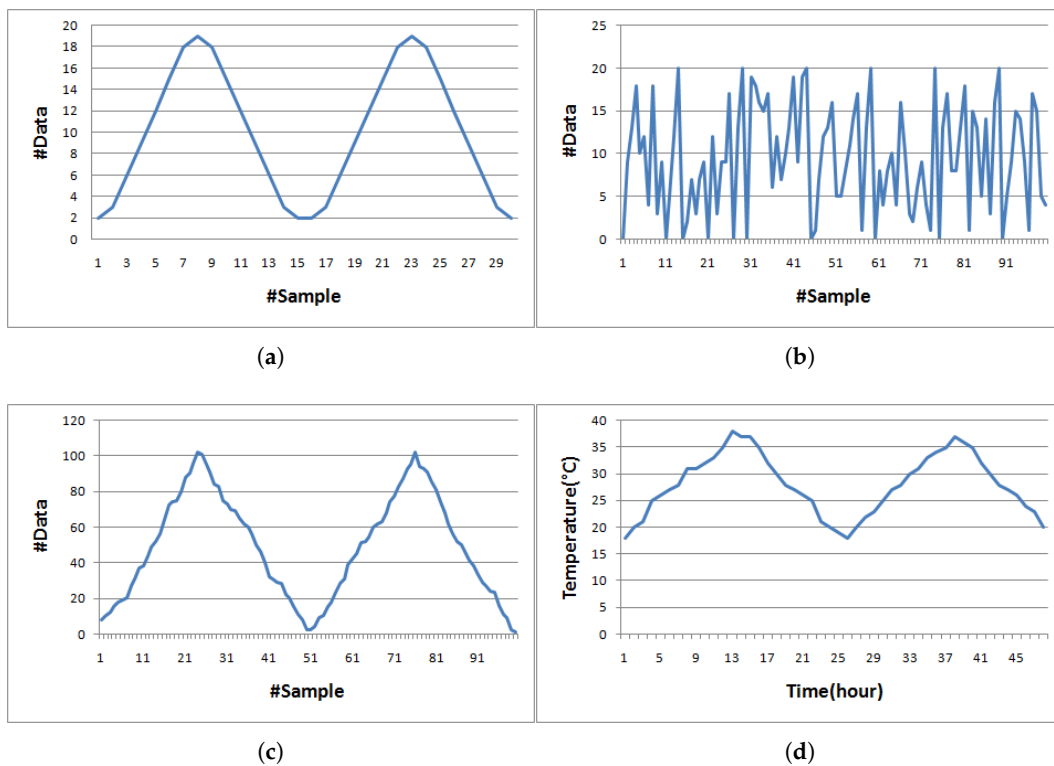 20
18
16
14
12
10
8
6
4
2
0
#Data
1 3 5 7 9 11 13 15 17 19 21 23 25 27 29
#Sample
(a)
25
20
15
10
5
0
#Data
1 11 21 31 41 51 61 71 81 91
#Sample
(b)
120
100
80
60
40
20
0
#Data
1 11 21 31 41 51 61 71 81 91
#Sample
(c)
40
35
30
25
20
15
10
5
0
Temperature(°C)
1 5 9 13 17 21 25 29 33 37 41 45
Time(hour)
(d)